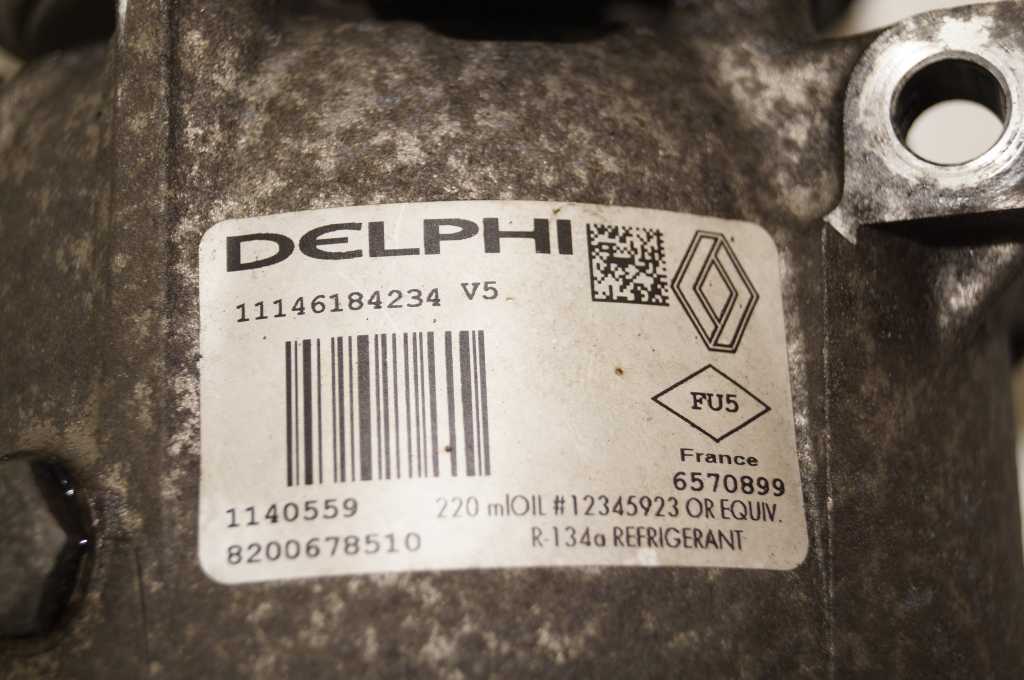 DELPHI
11146184234 V5
FU5
France
6570899
1140559
220 mlOIL #12345923 OR EQUIV.
8200678510
R-134a REFRIGERANT